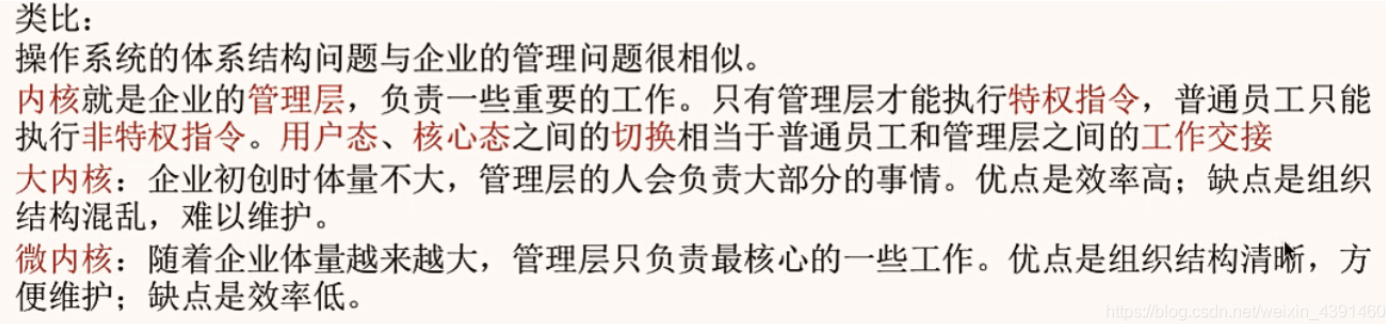 类比：
操作系统的体系结构问题与企业的管理问题很相似。
内核就是企业的管理层，负责一些重要的工作。只有管理层才能执行特权指令，普通员工只能
执行非特权指令。用户态、核心态之间的切换相当于普通员工和管理层之间的工作交接
大内核：企业初创时体量不大，管理层的人会负责大部分的事情。优点是效率高；缺点是组织
结构混乱，难以维护。
微内核：随着企业体量越来越大，管理层只负责最核心的一些工作。优点是组织结构清晰，方
便维护；缺点是效率低。
https://blog.csdn.net/weixin_4391460